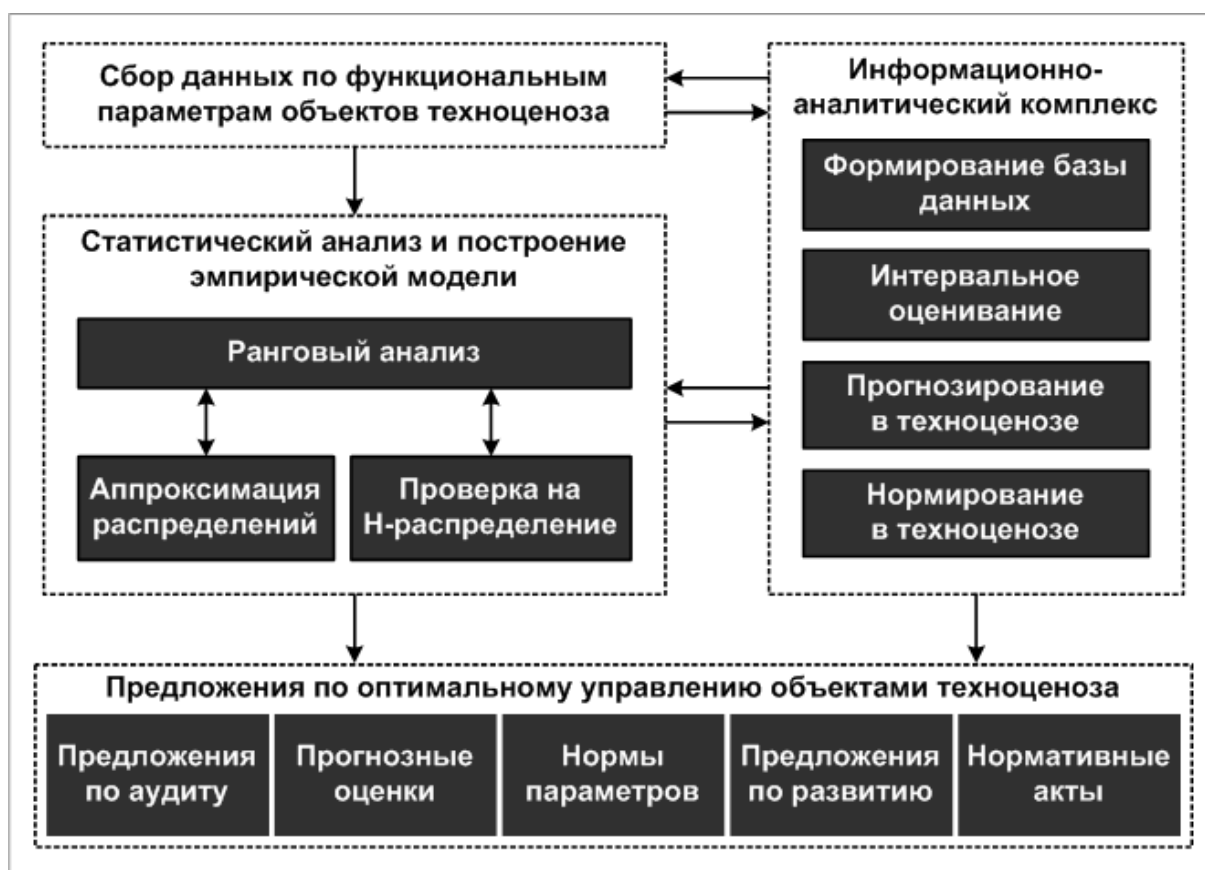 Сбор данных по функциональным
параметрам объектов техноценоза
Информационно-
аналитический комплекс
Формирование базы
данных
Интервальное
оценивание
Прогнозирование
в техноценозе
Нормирование
в техноценозе
Статистический анализ и построение
эмпирической модели
Ранговый анализ
Аппроксимация
распределений
Проверка на
Н-распределение
Предложения по оптимальному управлению объектами техноценоза
Предложения
по аудиту
Прогнозные
оценки
Нормы
параметров
Предложения
по развитию
Нормативные
акты